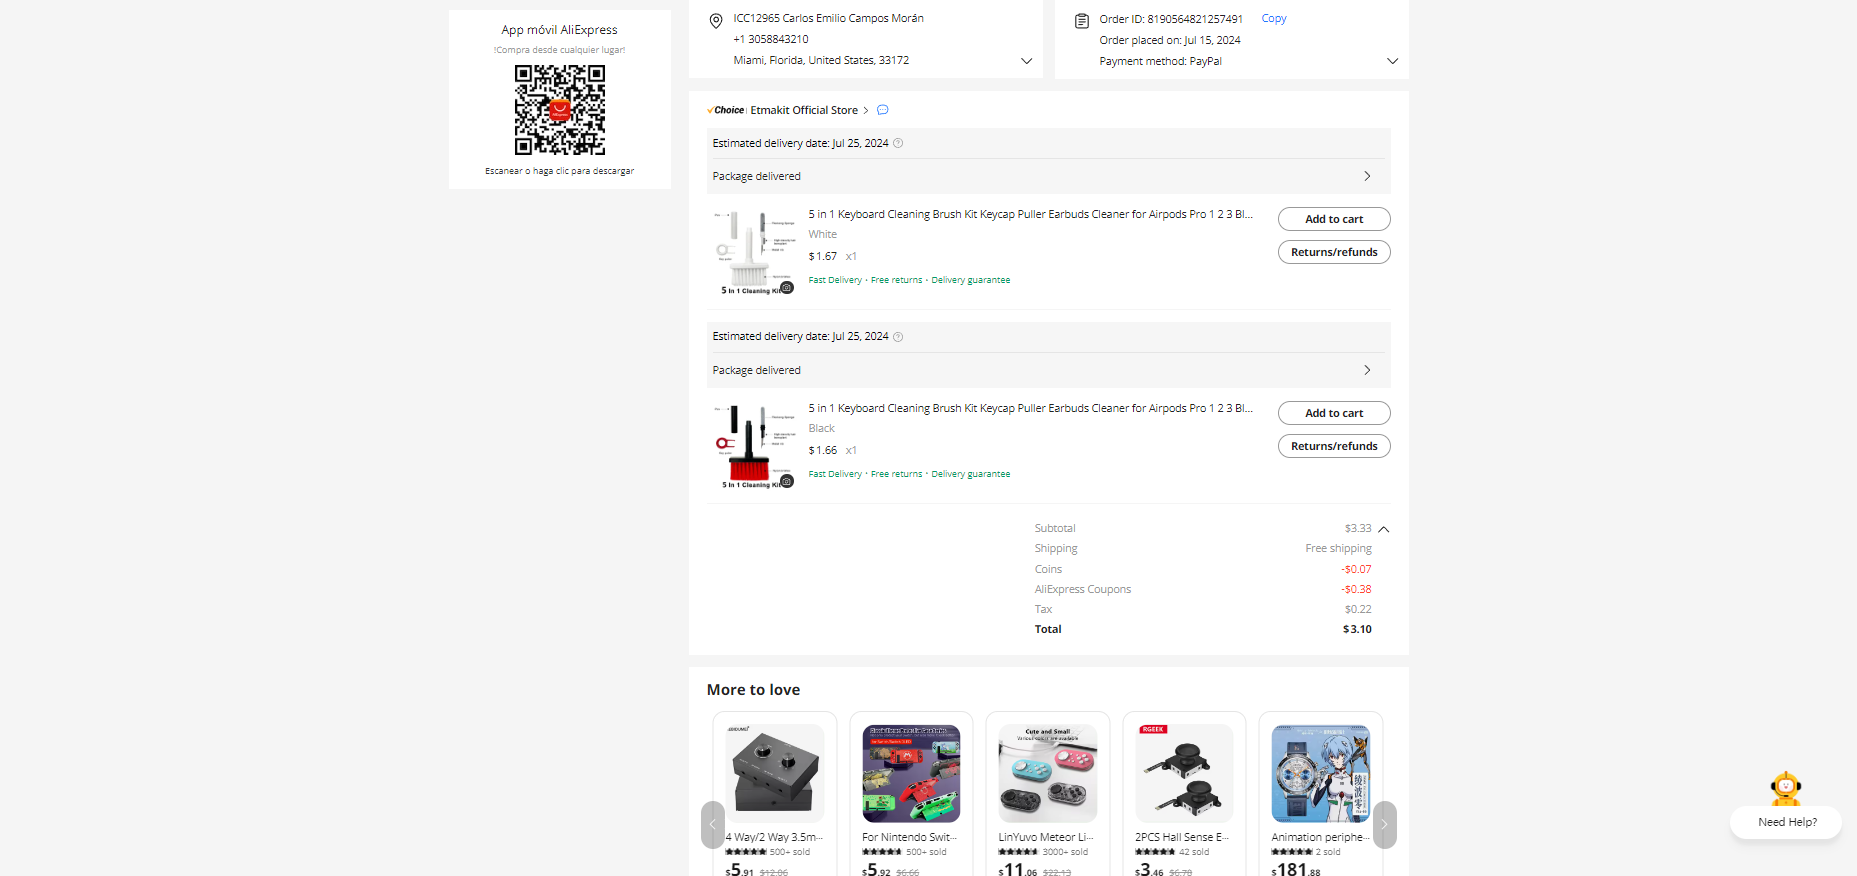 App móvil AliExpress
!Compra desde cualquier lugar!
Escanear o haga clic para descargar
ICC12965 Carlos Emilio Campos Morán
+1 3058843210
Miami, Florida, United States, 33172
Order ID: 8190564821257491 Copy
Order placed on: Jul 15, 2024
Payment method: PayPal
Choice Etmakit Official Store
Estimated delivery date: Jul 25, 2024
Package delivered
5 in 1 Keyboard Cleaning Brush Kit Keycap Puller Earbuds Cleaner for Airpods Pro 1 2 3 Bl...
White
$1.67 x1
Fast Delivery · Free returns · Delivery guarantee
Add to cart
Returns/refunds
5 In 1 Cleaning Kit
Estimated delivery date: Jul 25, 2024
Package delivered
5 in 1 Keyboard Cleaning Brush Kit Keycap Puller Earbuds Cleaner for Airpods Pro 1 2 3 Bl...
Black
$1.66 x1
Fast Delivery · Free returns · Delivery guarantee
Add to cart
Returns/refunds
5 In 1 Cleaning Kit
Subtotal $3.33
Shipping Free shipping
Coins -$0.07
AliExpress Coupons -$0.38
Tax $0.22
Total $3.10
More to love
Cute and Small
Various colors are available
RGEEK
4 Way/2 Way 3.5m...
500+ sold
$5.91 $12.06
For Nintendo Swit...
500+ sold
$5.92 $6.66
LinYuvo Meteor Li...
3000+ sold
$11.06 $22.13
2PCS Hall Sense E...
42 sold
$3.46 $6.78
Animation periphe...
2 sold
$181.88
Need Help?